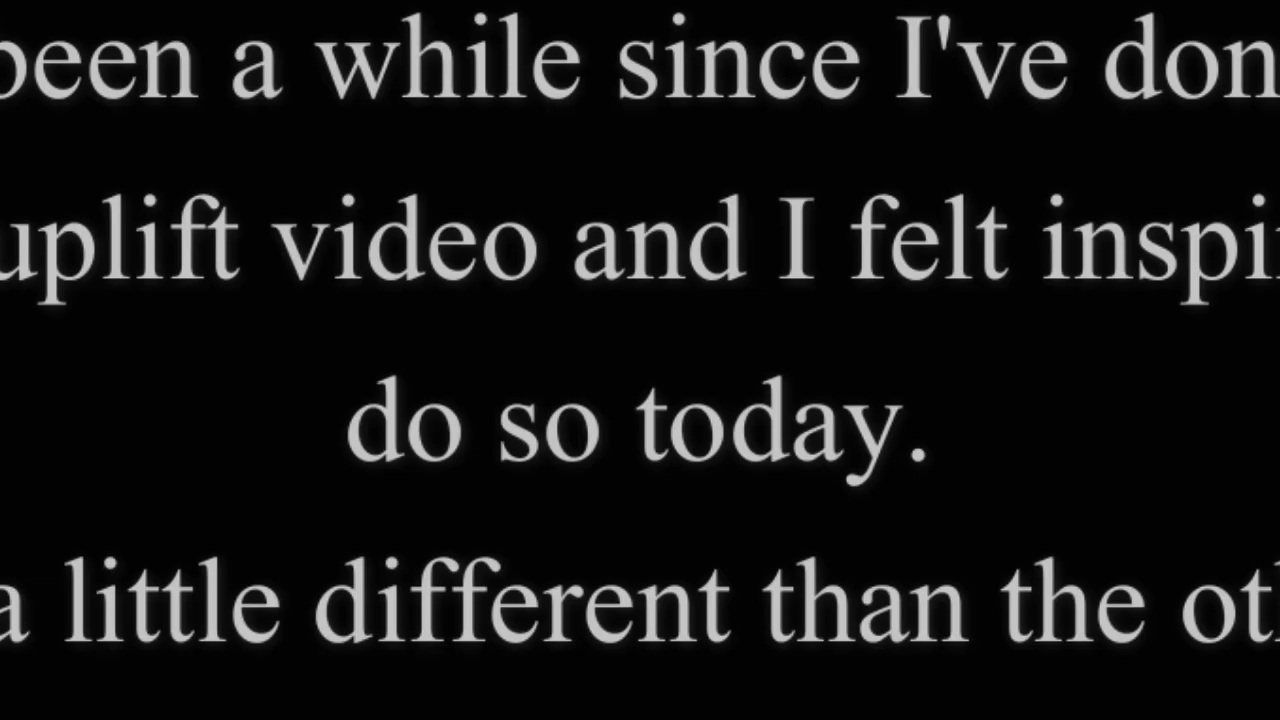 been a while since I've don
uplift video and I felt inspi
do so today.
a little different than the ot